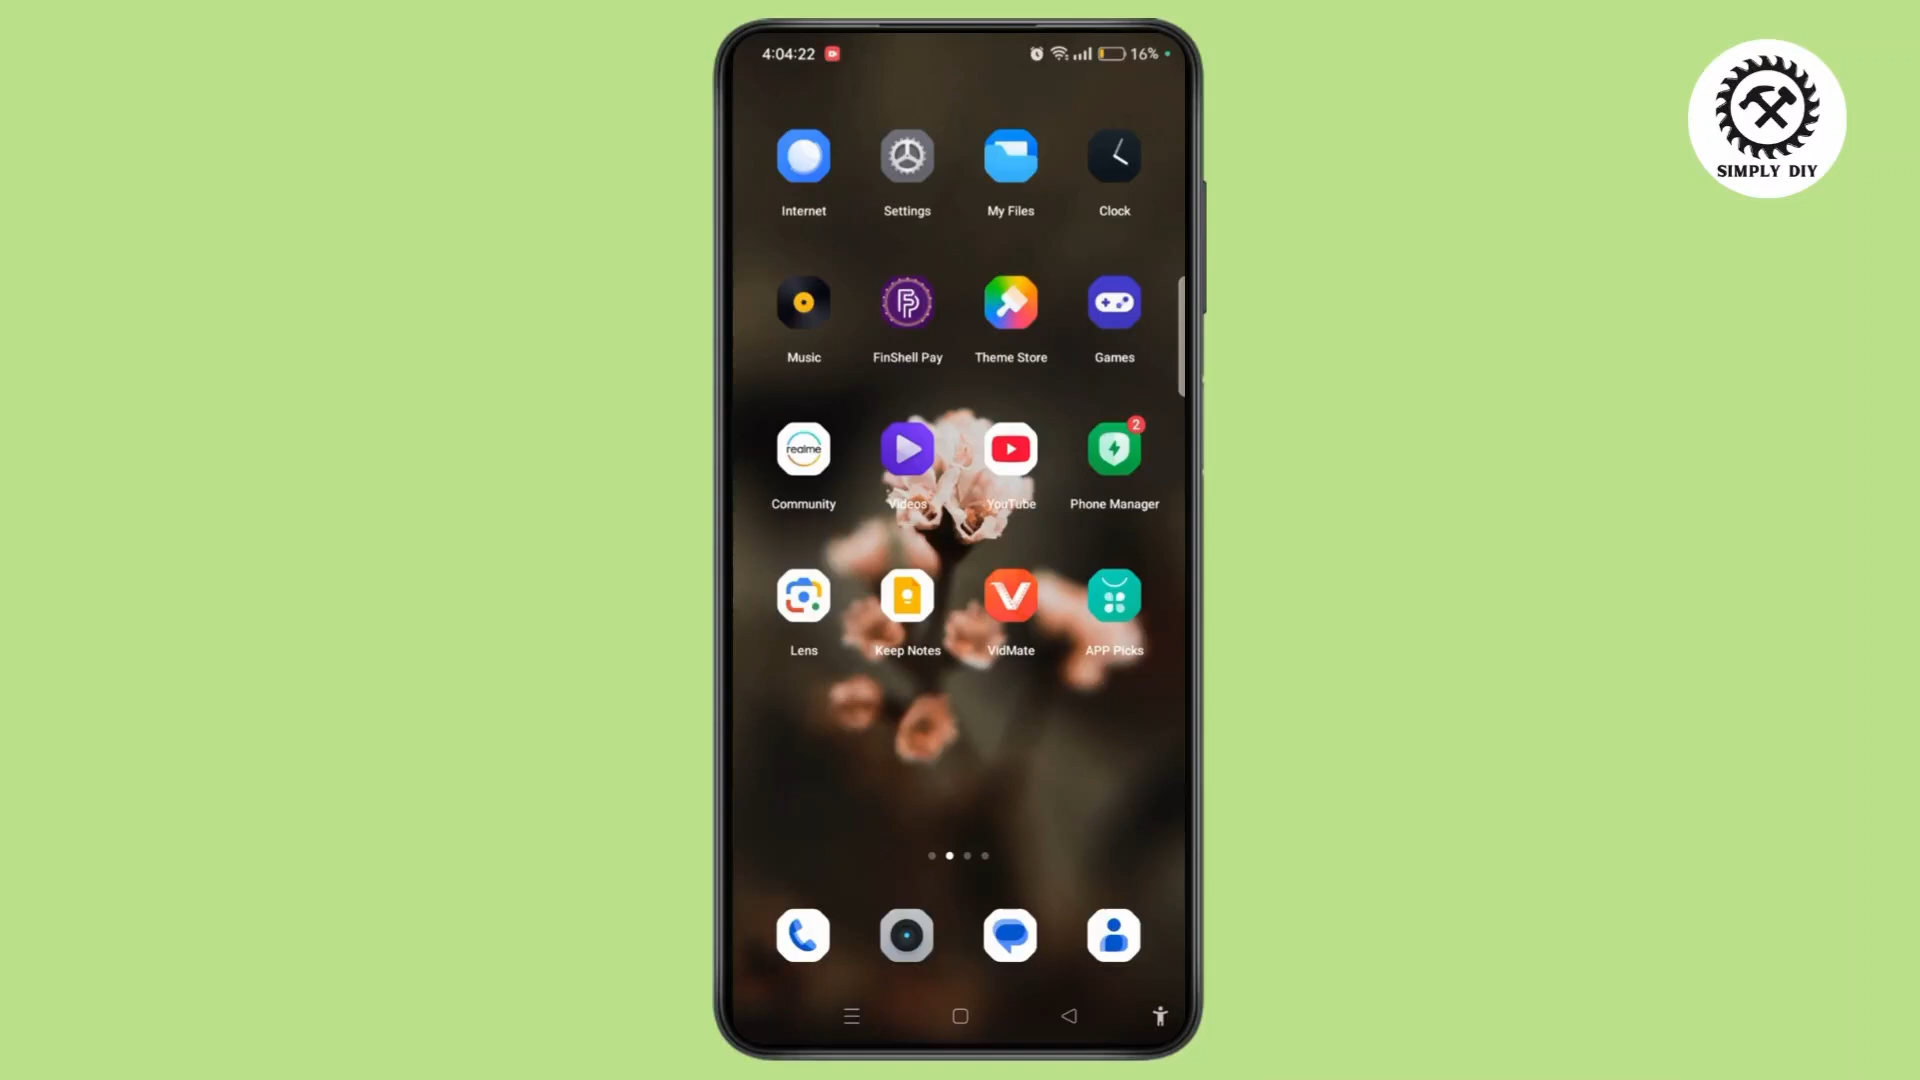 4:04:22
16%
SIMPLY DIY
Internet
Settings
My Files
Clock
Music
FinShell Pay
Theme Store
Games
realme
2
Community
Videos
YouTube
Phone Manager
Lens
Keep Notes
VidMate
APP Picks